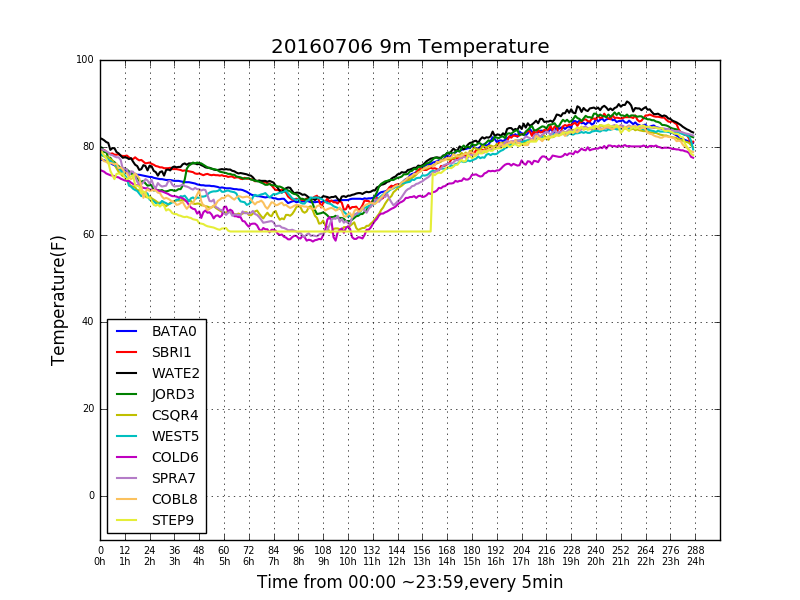 20160706 9m Temperature
100
80
60
40
20
0
Temperature(F)
BATA0
SBRI1
WATE2
JORD3
CSQR4
WEST5
COLD6
SPRA7
COBL8
STEP9
0 12 24 36 48 60 72 84 96 108 120 132 144 156 168 180 192 204 216 228 240 252 264 276 288
0h 1h 2h 3h 4h 5h 6h 7h 8h 9h 10h 11h 12h 13h 14h 15h 16h 17h 18h 19h 20h 21h 22h 23h 24h
Time from 00:00 ~23:59,every 5min